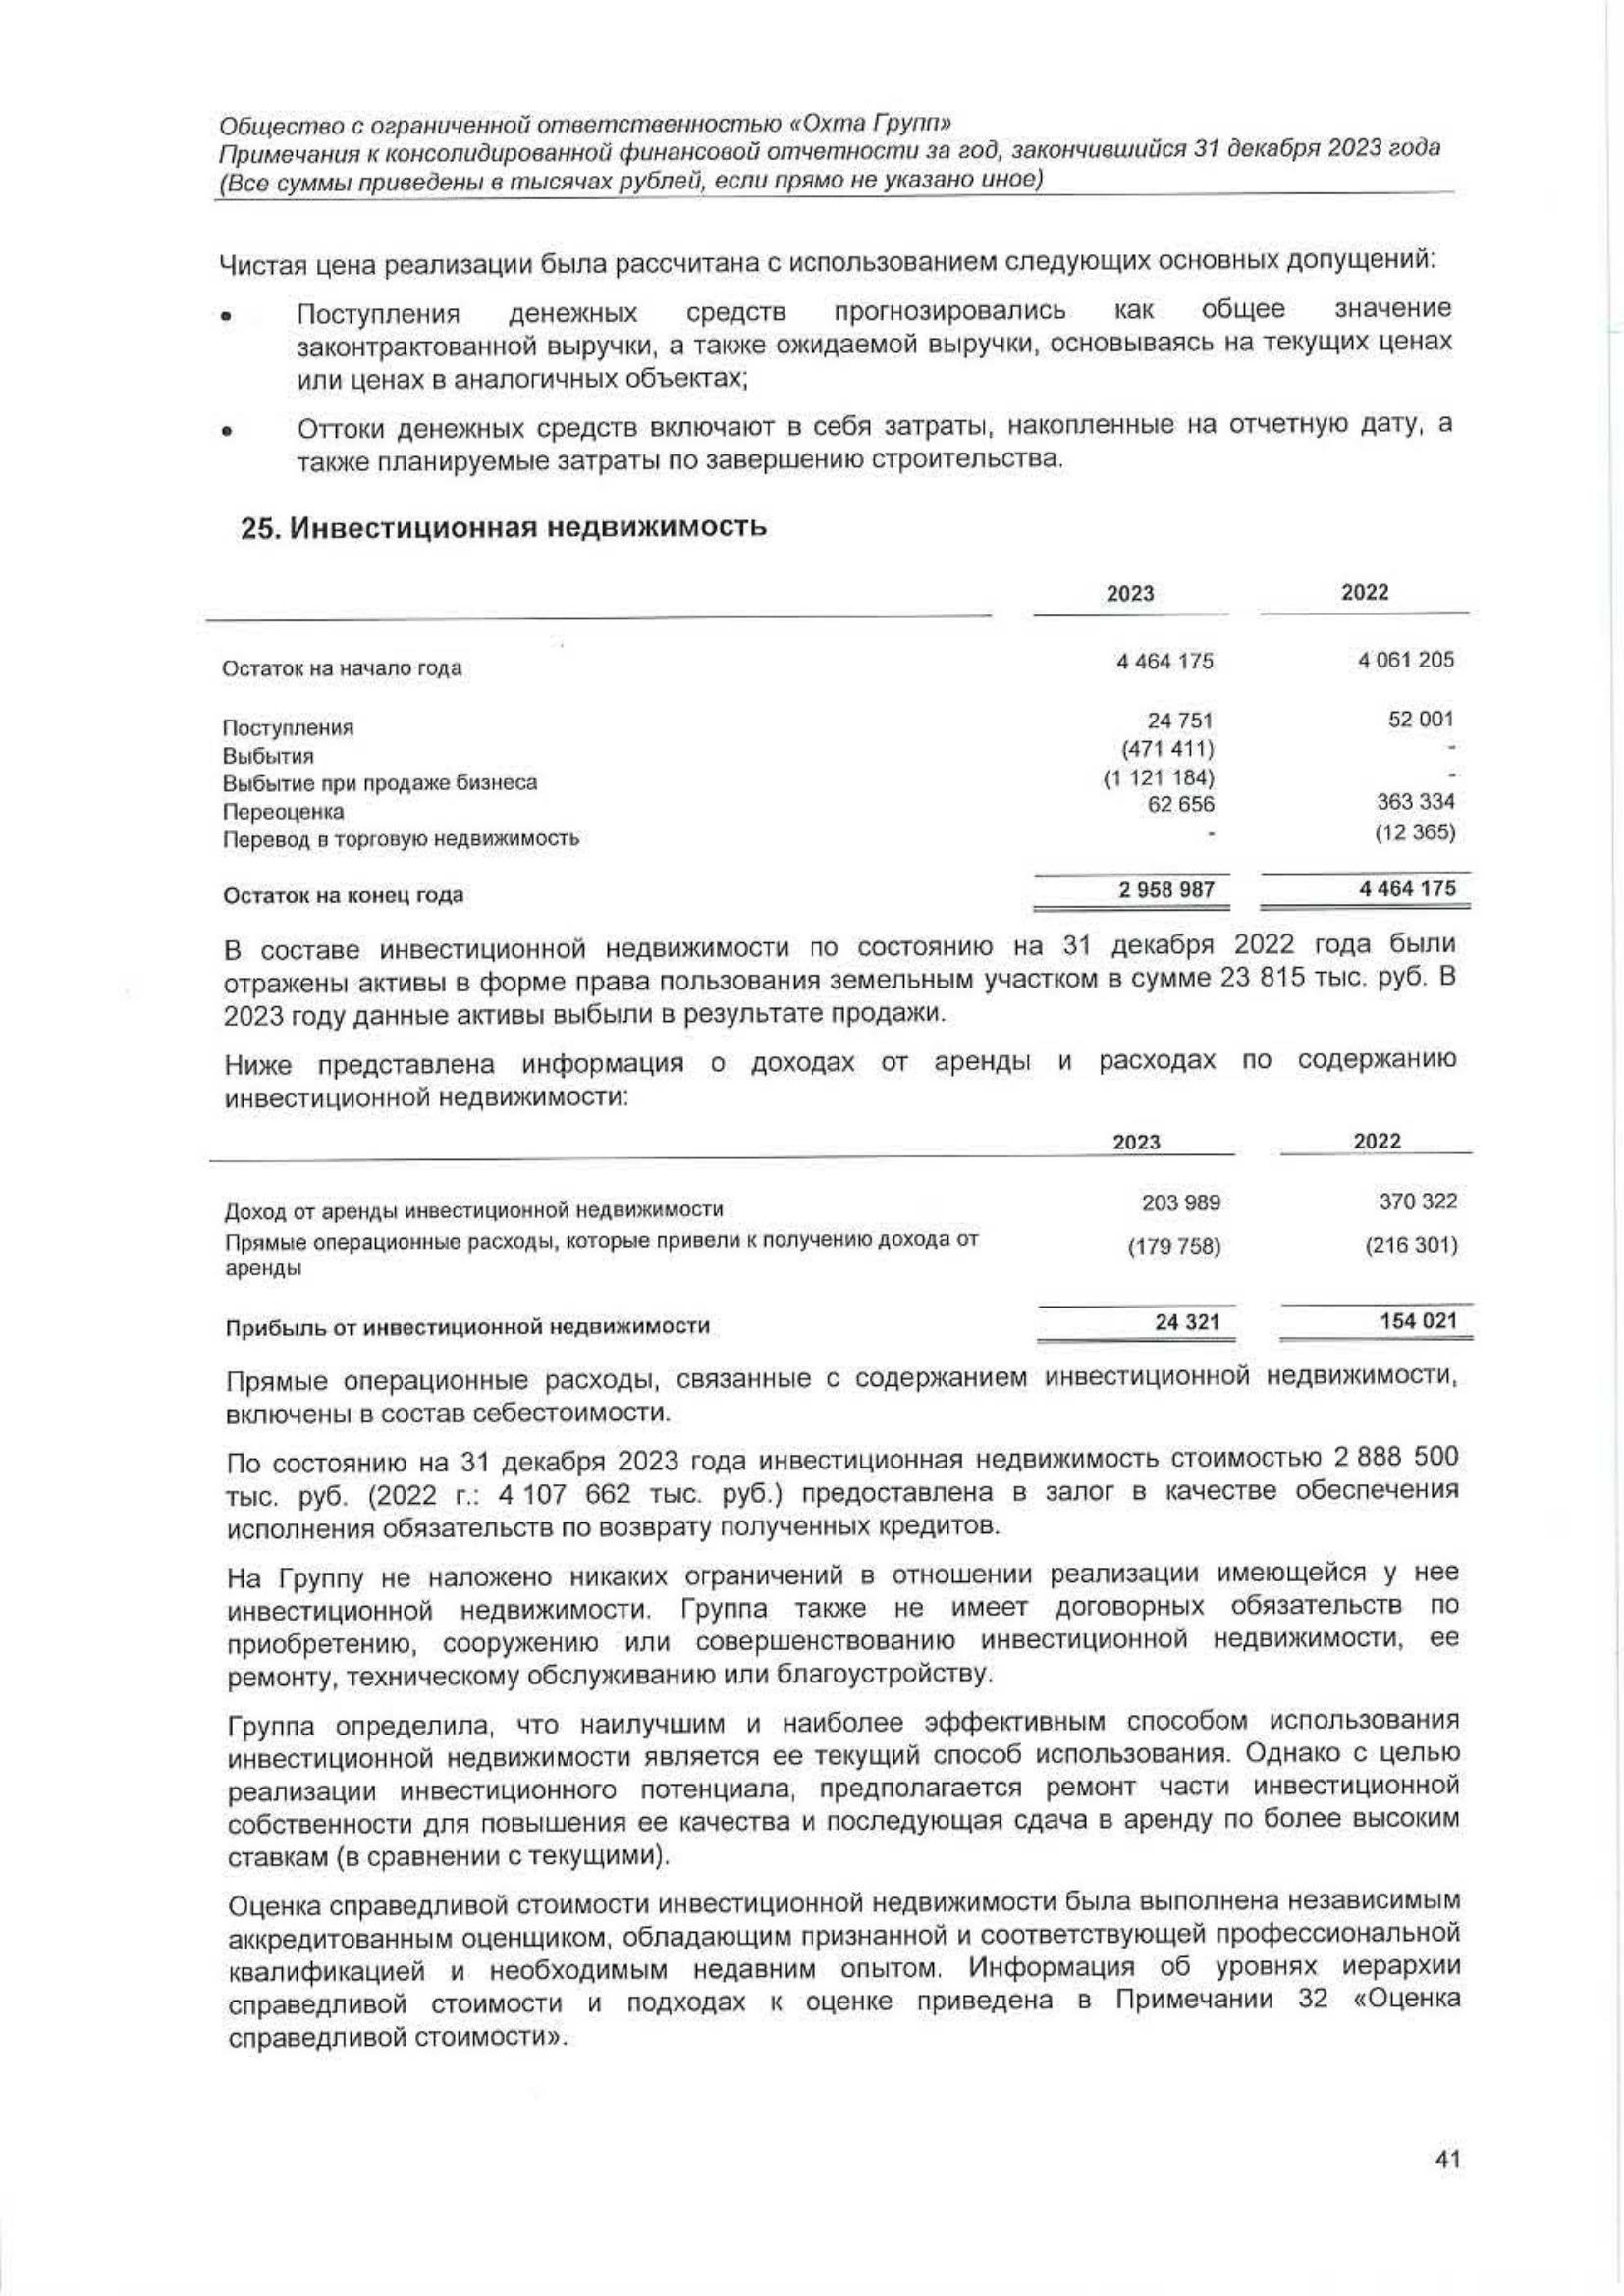 Общество с ограниченной ответственностью «Охта Групп»
Примечания к консолидированной финансовой отчетности за год, закончившийся 31 декабря 2023 года
(Все суммы приведены в тысячах рублей, если прямо не указано иное)
Чистая цена реализации была рассчитана с использованием следующих основных допущений:
• Поступления денежных средств прогнозировались как общее значение
законтрактованной выручки, а также ожидаемой выручки, основываясь на текущих ценах
или ценах в аналогичных объектах;
• Оттоки денежных средств включают в себя затраты, накопленные на отчетную дату, а
также планируемые затраты по завершению строительства.
25. Инвестиционная недвижимость
2023 2022
Остаток на начало года 4 464 175 4 061 205
Поступления 24 751 52 001
Выбытия (471 411) -
Выбытие при продаже бизнеса (1 121 184) -
Переоценка 62 656 363 334
Перевод в торговую недвижимость - (12 365)
Остаток на конец года 2 958 987 4 464 175
В составе инвестиционной недвижимости по состоянию на 31 декабря 2022 года были
отражены активы в форме права пользования земельным участком в сумме 23 815 тыс. руб. В
2023 году данные активы выбыли в результате продажи.
Ниже представлена информация о доходах от аренды и расходах по содержанию
инвестиционной недвижимости:
2023 2022
Доход от аренды инвестиционной недвижимости 203 989 370 322
Прямые операционные расходы, которые привели к получению дохода от (179 758) (216 301)
аренды
Прибыль от инвестиционной недвижимости 24 321 154 021
Прямые операционные расходы, связанные с содержанием инвестиционной недвижимости,
включены в состав себестоимости.
По состоянию на 31 декабря 2023 года инвестиционная недвижимость стоимостью 2 888 500
тыс. руб. (2022 г.: 4 107 662 тыс. руб.) предоставлена в залог в качестве обеспечения
исполнения обязательств по возврату полученных кредитов.
На Группу не наложено никаких ограничений в отношении реализации имеющейся у нее
инвестиционной недвижимости. Группа также не имеет договорных обязательств по
приобретению, сооружению или совершенствованию инвестиционной недвижимости, ее
ремонту, техническому обслуживанию или благоустройству.
Группа определила, что наилучшим и наиболее эффективным способом использования
инвестиционной недвижимости является ее текущий способ использования. Однако с целью
реализации инвестиционного потенциала, предполагается ремонт части инвестиционной
собственности для повышения ее качества и последующая сдача в аренду по более высоким
ставкам (в сравнении с текущими).
Оценка справедливой стоимости инвестиционной недвижимости была выполнена независимым
аккредитованным оценщиком, обладающим признанной и соответствующей профессиональной
квалификацией и необходимым недавним опытом. Информация об уровнях иерархии
справедливой стоимости и подходах к оценке приведена в Примечании 32 «Оценка
справедливой стоимости».
41